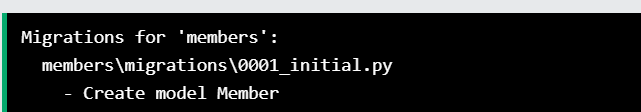 Migrations for 'members':
members\migrations\0001_initial.py
- Create model Member